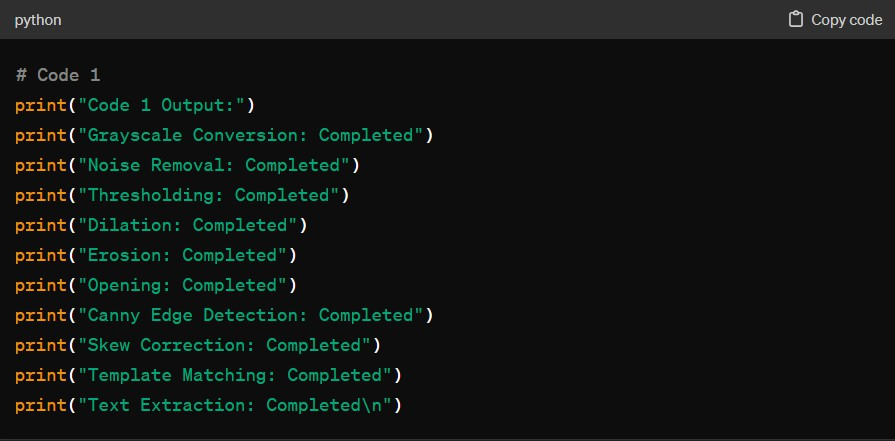 python Copy code
# Code 1
print("Code 1 Output:")
print("Grayscale Conversion: Completed")
print("Noise Removal: Completed")
print("Thresholding: Completed")
print("Dilation: Completed")
print("Erosion: Completed")
print("Opening: Completed")
print("Canny Edge Detection: Completed")
print("Skew Correction: Completed")
print("Template Matching: Completed")
print("Text Extraction: Completed\n")